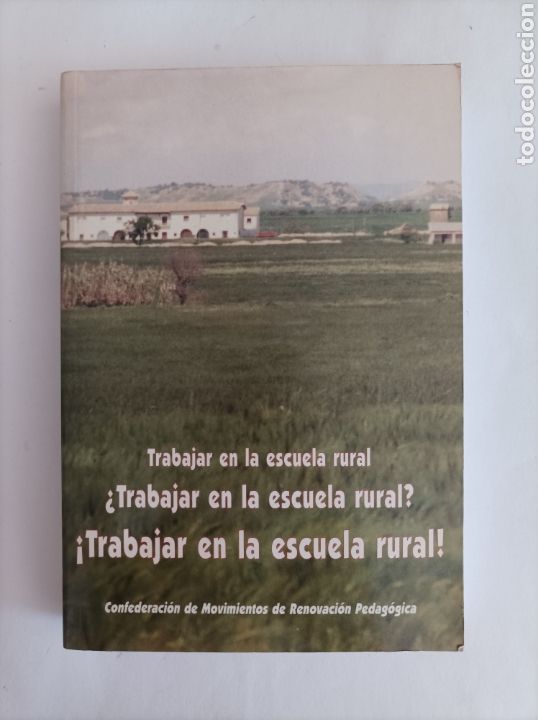 Trabajar en la escuela rural
¿Trabajar en la escuela rural?
¡Trabajar en la escuela rural!
Confederación de Movimientos de Renovación Pedagógica
todocoleccion